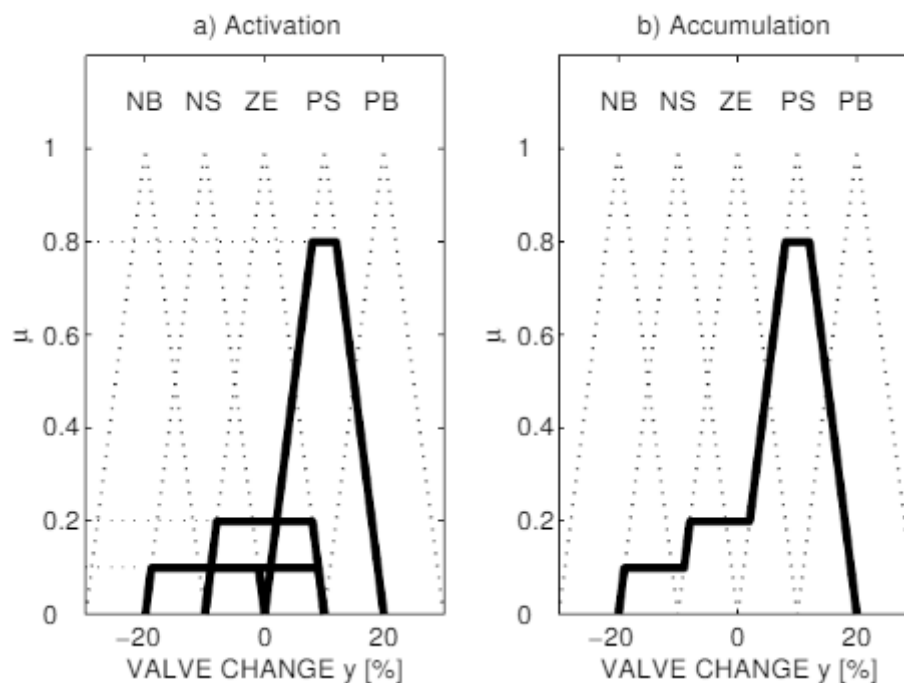 a) Activation
NB NS ZE PS PB
1
0.8
0.6
0.4
0.2
0
μ
−20 0 20
VALVE CHANGE y [%]
b) Accumulation
NB NS ZE PS PB
1
0.8
0.6
0.4
0.2
0
μ
−20 0 20
VALVE CHANGE y [%]